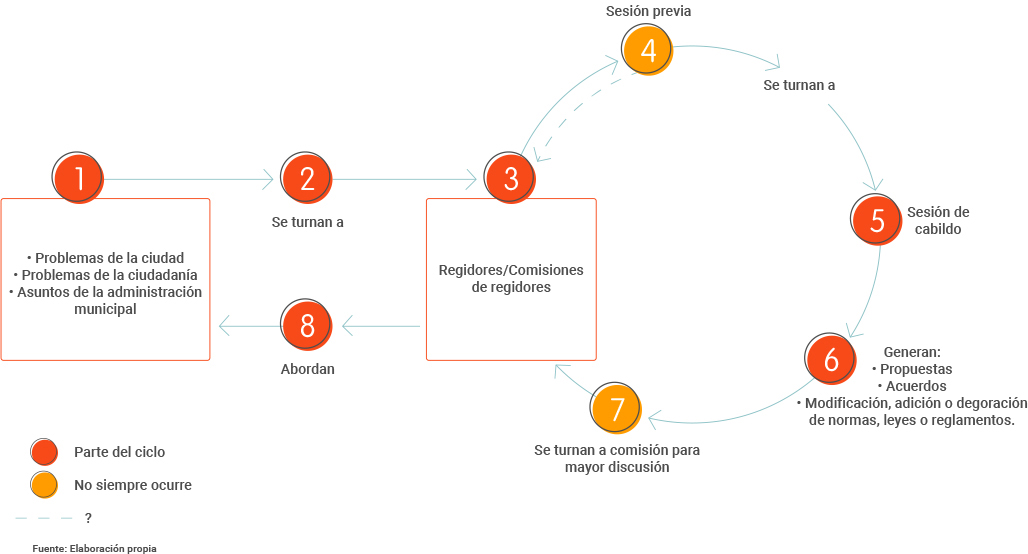 Sesión previa
4
Se turnan a
1
2
3
Se turnan a
5
Sesión de
cabildo
• Problemas de la ciudad
• Problemas de la ciudadanía
• Asuntos de la administración
municipal
Regidores/Comisiones
de regidores
8
Abordan
6
Generan:
• Propuestas
• Acuerdos
• Modificación, adición o degoración
de normas, leyes o reglamentos.
7
Se turnan a comisión para
mayor discusión
Parte del ciclo
No siempre ocurre
?
Fuente: Elaboración propia